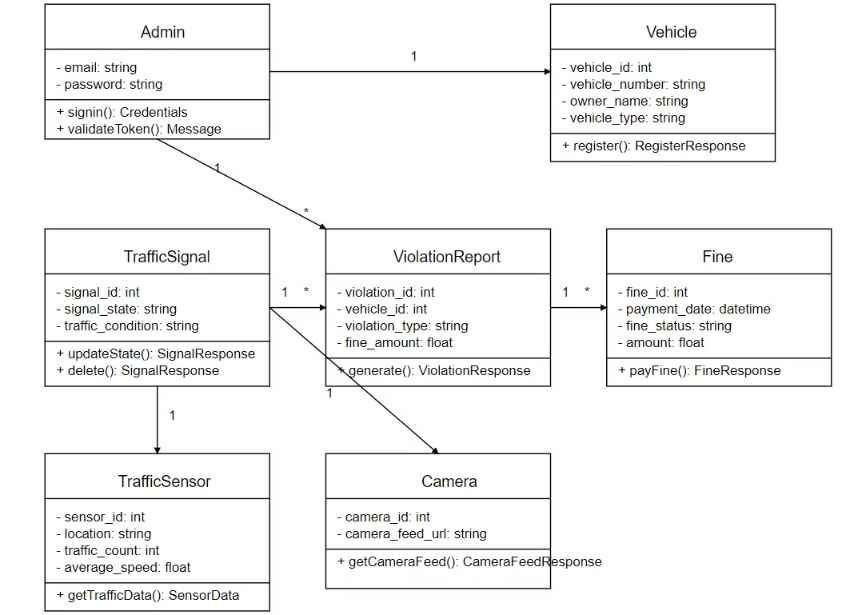 Admin
- email: string
- password: string
+ signin(): Credentials
+ validateToken(): Message
1
Vehicle
- vehicle_id: int
- vehicle_number: string
- owner_name: string
- vehicle_type: string
+ register(): RegisterResponse
1
*
TrafficSignal
- signal_id: int
- signal_state: string
- traffic_condition: string
+ updateState(): SignalResponse
+ delete(): SignalResponse
1 *
ViolationReport
- violation_id: int
- vehicle_id: int
- violation_type: string
- fine_amount: float
+ generate(): ViolationResponse
1 *
Fine
- fine_id: int
- payment_date: datetime
- fine_status: string
- amount: float
+ payFine(): FineResponse
1
1
TrafficSensor
- sensor_id: int
- location: string
- traffic_count: int
- average_speed: float
+ getTrafficData(): SensorData
Camera
- camera_id: int
- camera_feed_url: string
+ getCameraFeed(): CameraFeedResponse